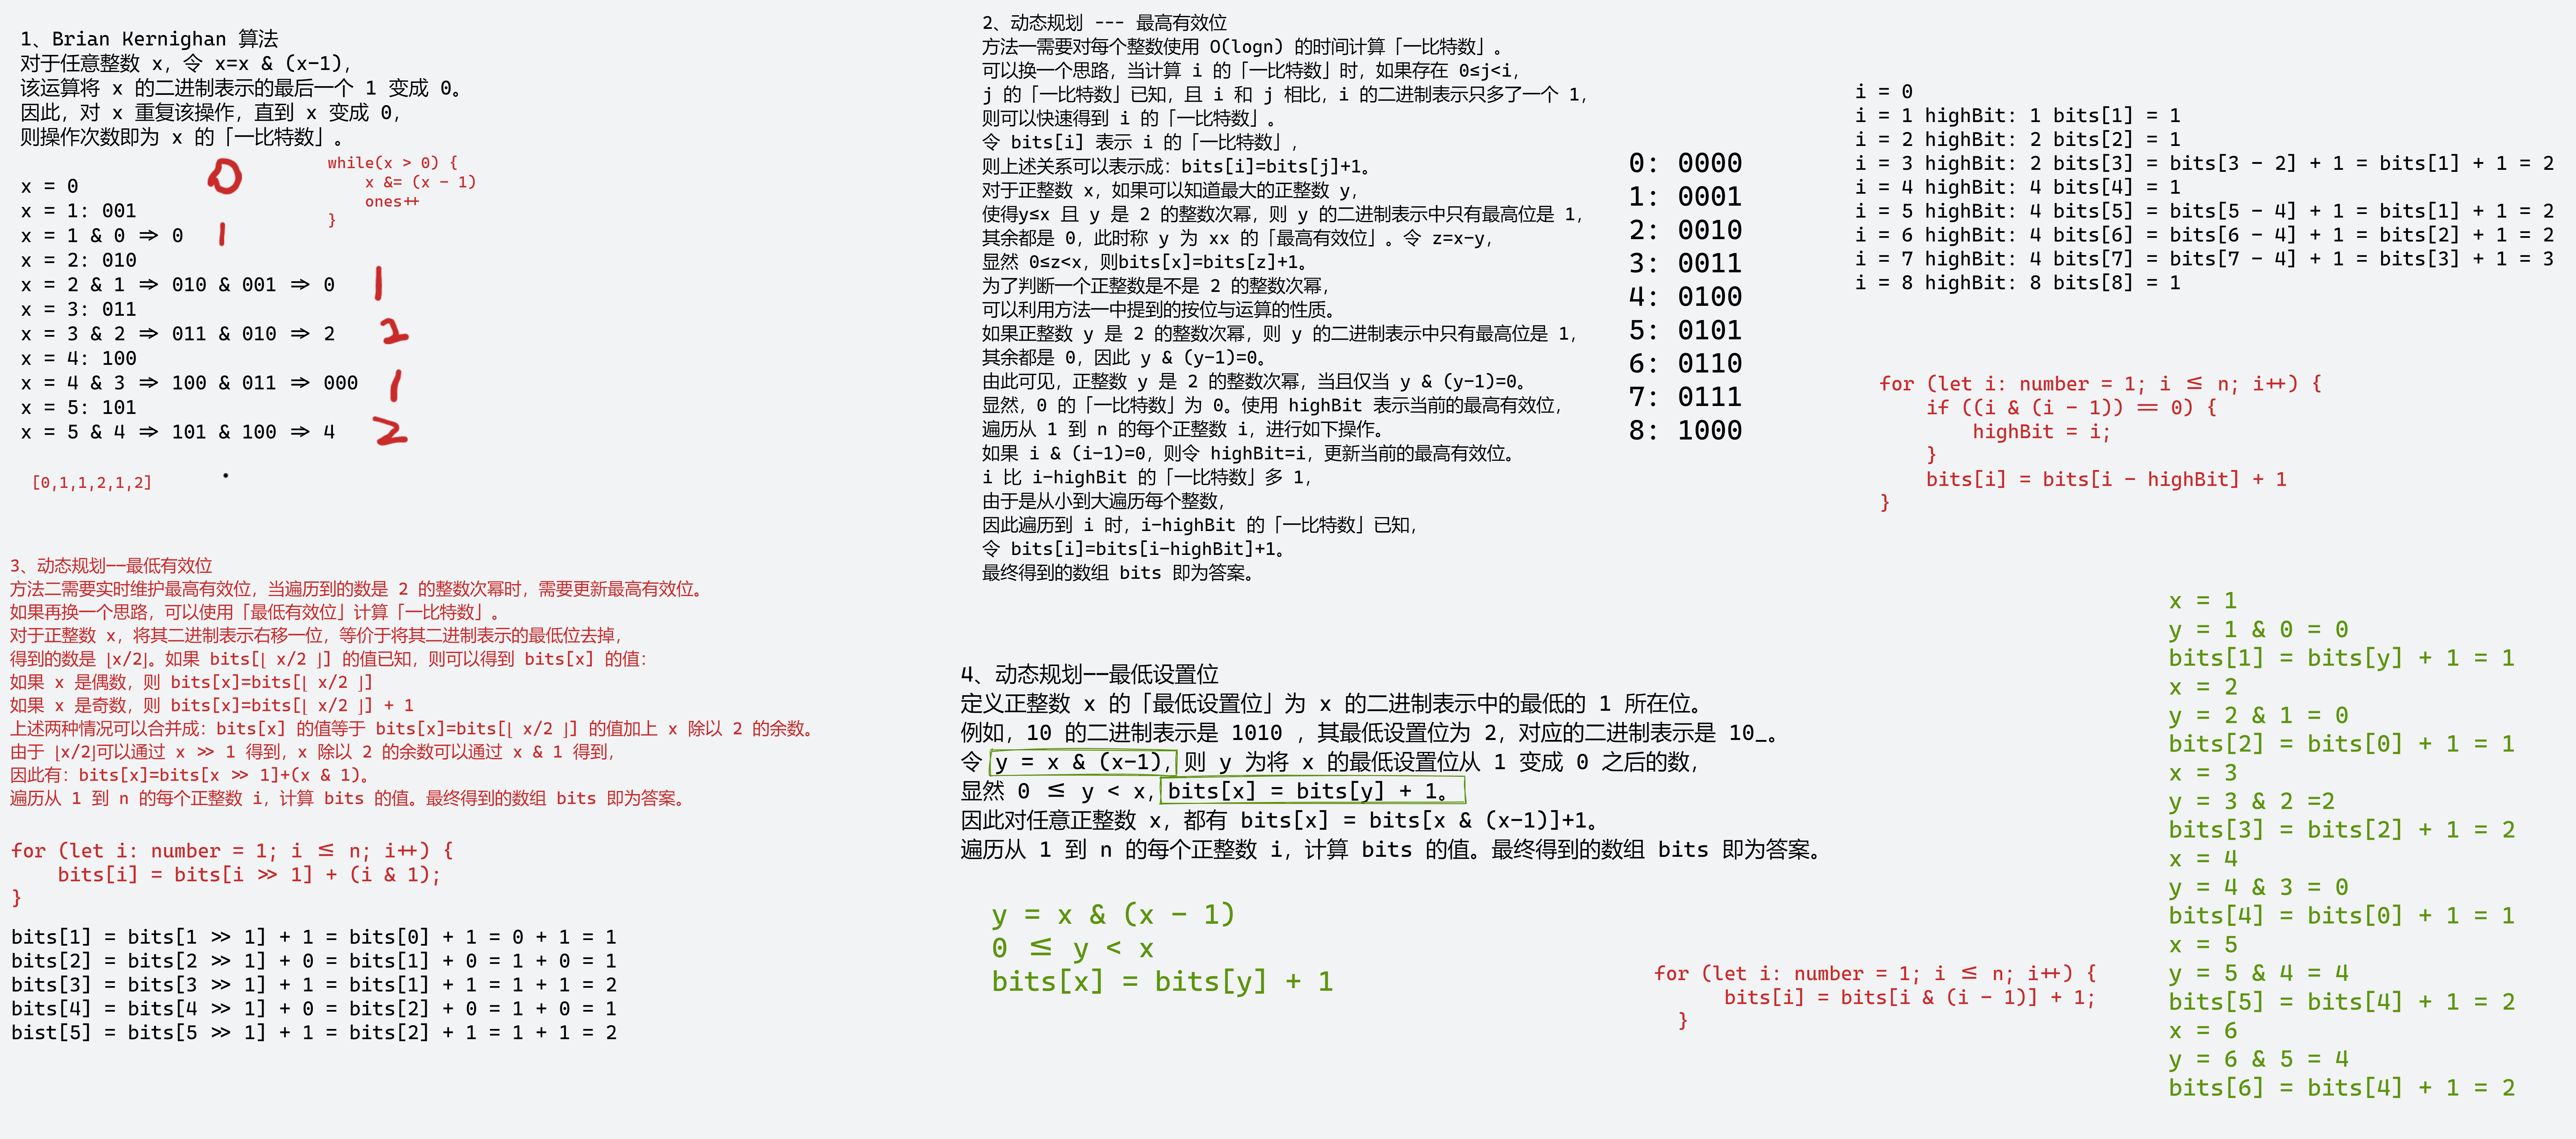 1、Brian Kernighan 算法
对于任意整数 x，令 x=x & (x-1)，
该运算将 x 的二进制表示的最后一个 1 变成 0。
因此，对 x 重复该操作，直到 x 变成 0，
则操作次数即为 x 的「一比特数」。
while(x > 0) {
x &= (x - 1)
ones++
}
0
x = 0
x = 1: 001
x = 1 & 0 => 0 1
x = 2: 010
x = 2 & 1 => 010 & 001 => 0 1
x = 3: 011
x = 3 & 2 => 011 & 010 => 2 2
x = 4: 100
x = 4 & 3 => 100 & 011 => 000 1
x = 5: 101
x = 5 & 4 => 101 & 100 => 4 2
[0,1,1,2,1,2]
2、动态规划 --- 最高有效位
方法一需要对每个整数使用 O(logn) 的时间计算「一比特数」。
可以换一个思路，当计算 i 的「一比特数」时，如果存在 0≤j<i，
j 的「一比特数」已知，且 i 和 j 相比，i 的二进制表示只多了一个 1，
则可以快速得到 i 的「一比特数」。
令 bits[i] 表示 i 的「一比特数」，
则上述关系可以表示成：bits[i]=bits[j]+1。
对于正整数 x，如果可以知道最大的正整数 y，
使得y≤x 且 y 是 2 的整数次幂，则 y 的二进制表示中只有最高位是 1，
其余都是 0，此时称 y 为 xx 的「最高有效位」。令 z=x-y，
显然 0≤z<x，则bits[x]=bits[z]+1。
为了判断一个正整数是不是 2 的整数次幂，
可以利用方法一中提到的按位与运算的性质。
如果正整数 y 是 2 的整数次幂，则 y 的二进制表示中只有最高位是 1，
其余都是 0，因此 y & (y-1)=0。
由此可见，正整数 y 是 2 的整数次幂，当且仅当 y & (y-1)=0。
显然，0 的「一比特数」为 0。使用 highBit 表示当前的最高有效位，
遍历从 1 到 n 的每个正整数 i，进行如下操作。
如果 i & (i-1)=0，则令 highBit=i，更新当前的最高有效位。
i 比 i-highBit 的「一比特数」多 1，
由于是从小到大遍历每个整数，
因此遍历到 i 时，i-highBit 的「一比特数」已知，
令 bits[i]=bits[i-highBit]+1。
最终得到的数组 bits 即为答案。
0: 0000
1: 0001
2: 0010
3: 0011
4: 0100
5: 0101
6: 0110
7: 0111
8: 1000
i = 0
i = 1 highBit: 1 bits[1] = 1
i = 2 highBit: 2 bits[2] = 1
i = 3 highBit: 2 bits[3] = bits[3 - 2] + 1 = bits[1] + 1 = 2
i = 4 highBit: 4 bits[4] = 1
i = 5 highBit: 4 bits[5] = bits[5 - 4] + 1 = bits[1] + 1 = 2
i = 6 highBit: 4 bits[6] = bits[6 - 4] + 1 = bits[2] + 1 = 2
i = 7 highBit: 4 bits[7] = bits[7 - 4] + 1 = bits[3] + 1 = 3
i = 8 highBit: 8 bits[8] = 1
for (let i: number = 1; i <= n; i++) {
if ((i & (i - 1)) == 0) {
highBit = i;
}
bits[i] = bits[i - highBit] + 1
}
3、动态规划——最低有效位
方法二需要实时维护最高有效位，当遍历到的数是 2 的整数次幂时，需要更新最高有效位。
如果再换一个思路，可以使用「最低有效位」计算「一比特数」。
对于正整数 x，将其二进制表示右移一位，等价于将其二进制表示的最低位去掉，
得到的数是 ⌊x/2⌋。如果 bits[⌊ x/2 ⌋] 的值已知，则可以得到 bits[x] 的值：
如果 x 是偶数，则 bits[x]=bits[⌊ x/2 ⌋]
如果 x 是奇数，则 bits[x]=bits[⌊ x/2 ⌋] + 1
上述两种情况可以合并成：bits[x] 的值等于 bits[x]=bits[⌊ x/2 ⌋] 的值加上 x 除以 2 的余数。
由于 ⌊x/2⌋可以通过 x >> 1 得到，x 除以 2 的余数可以通过 x & 1 得到，
因此有：bits[x]=bits[x >> 1]+(x & 1)。
遍历从 1 到 n 的每个正整数 i，计算 bits 的值。最终得到的数组 bits 即为答案。
for (let i: number = 1; i <= n; i++) {
bits[i] = bits[i >> 1] + (i & 1);
}
bits[1] = bits[1 >> 1] + 1 = bits[0] + 1 = 0 + 1 = 1
bits[2] = bits[2 >> 1] + 0 = bits[1] + 0 = 1 + 0 = 1
bits[3] = bits[3 >> 1] + 1 = bits[1] + 1 = 1 + 1 = 2
bits[4] = bits[4 >> 1] + 0 = bits[2] + 0 = 1 + 0 = 1
bist[5] = bits[5 >> 1] + 1 = bits[2] + 1 = 1 + 1 = 2
4、动态规划——最低设置位
定义正整数 x 的「最低设置位」为 x 的二进制表示中的最低的 1 所在位。
例如，10 的二进制表示是 1010 ，其最低设置位为 2，对应的二进制表示是 10_。
令 y = x & (x-1)，则 y 为将 x 的最低设置位从 1 变成 0 之后的数，
显然 0 <= y < x，bits[x] = bits[y] + 1。
因此对任意正整数 x，都有 bits[x] = bits[x & (x-1)]+1。
遍历从 1 到 n 的每个正整数 i，计算 bits 的值。最终得到的数组 bits 即为答案。
y = x & (x - 1)
0 <= y < x
bits[x] = bits[y] + 1
for (let i: number = 1; i <= n; i++) {
bits[i] = bits[i & (i - 1)] + 1;
}
x = 1
y = 1 & 0 = 0
bits[1] = bits[y] + 1 = 1
x = 2
y = 2 & 1 = 0
bits[2] = bits[0] + 1 = 1
x = 3
y = 3 & 2 =2
bits[3] = bits[2] + 1 = 2
x = 4
y = 4 & 3 = 0
bits[4] = bits[0] + 1 = 1
x = 5
y = 5 & 4 = 4
bits[5] = bits[4] + 1 = 2
x = 6
y = 6 & 5 = 4
bits[6] = bits[4] + 1 = 2